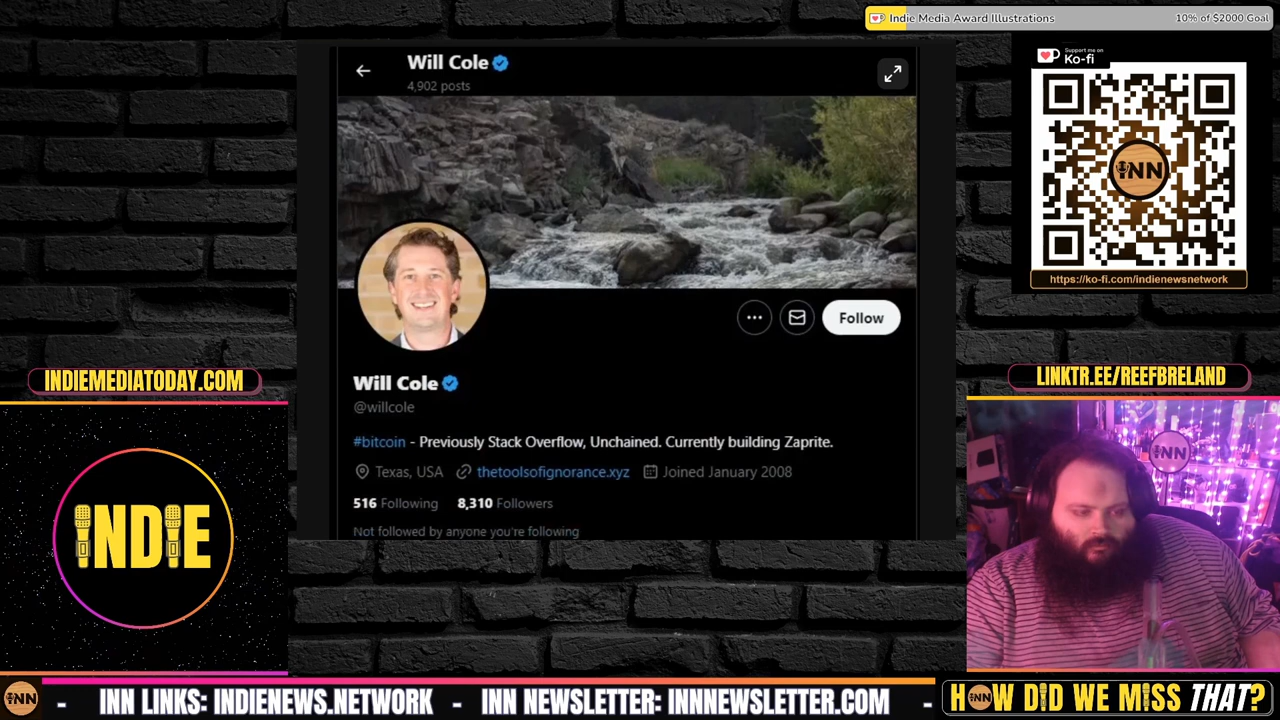 Indie Media Award Illustrations
10% of $2000 Goal
Will Cole
4,902 posts
Support me on
Ko-fi
INN
https://ko-fi.com/indienewsnetwork
Follow
Will Cole
@willcole
#bitcoin - Previously Stack Overflow, Unchained. Currently building Zaprite.
Texas, USA
thetoolsofignorance.xyz
Joined January 2008
516 Following
8,310 Followers
Not followed by anyone you're following
INDIEMEDIATODAY.COM
LINKTR.EE/REEFBRELAND
INDIE
INN
INN
- INN LINKS: INDIENEWS.NETWORK - INN NEWSLETTER: INNNEWSLETTER.COM -
HOW DID WE MISS THAT?
INN